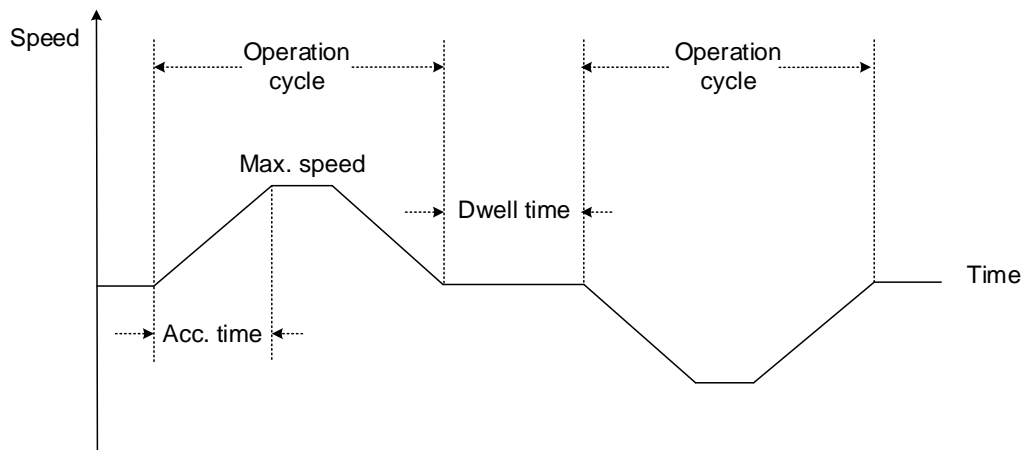 Speed
Operation
cycle
Operation
cycle
Max. speed
Dwell time
Time
Acc. time